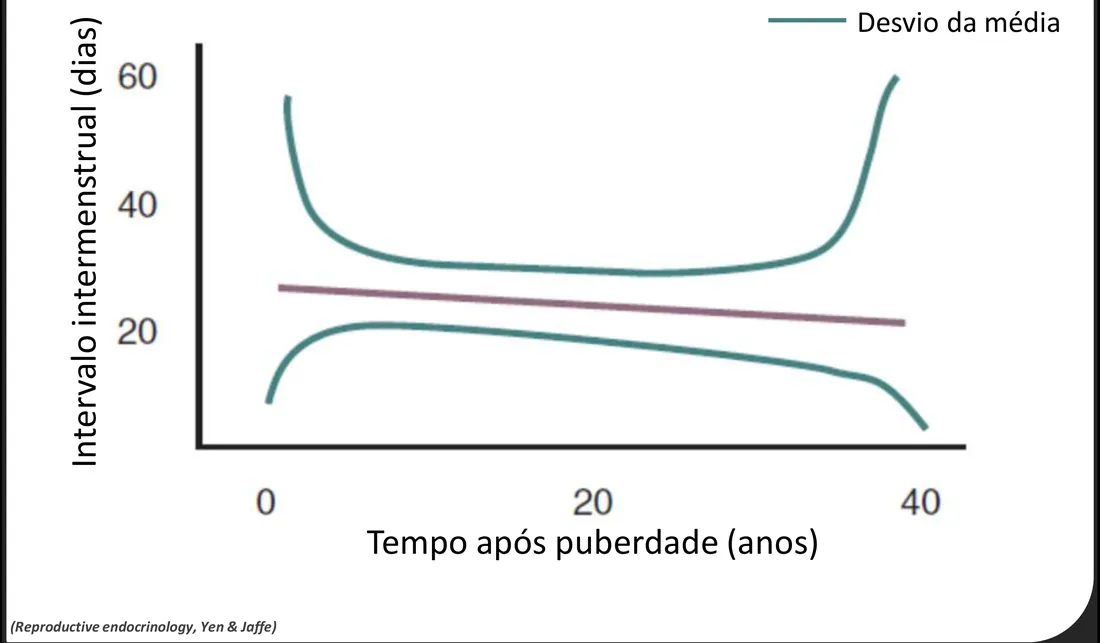 Desvio da média
Intervalo intermenstrual (dias)
60
40
20
0 20 40
Tempo após puberdade (anos)
(Reproductive endocrinology, Yen & Jaffe)